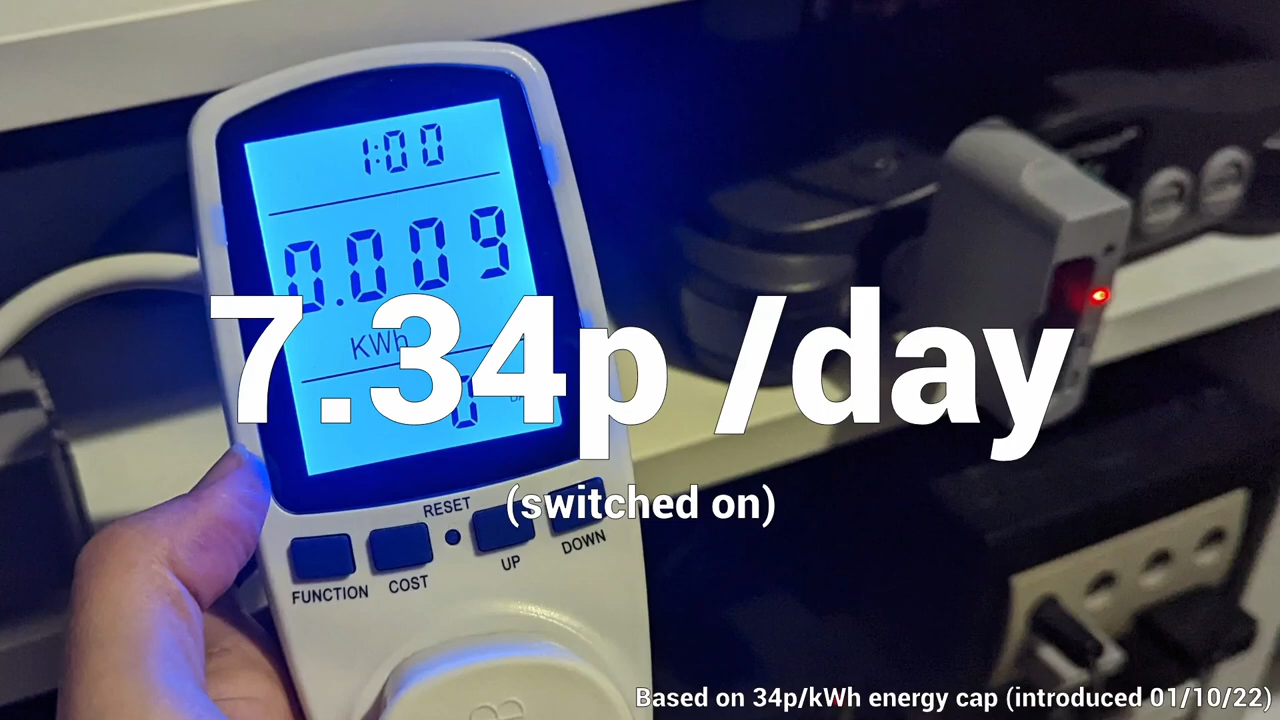 1:00
0.009
KWh
7.34p /day
0
(switched on)
RESET
UP
DOWN
FUNCTION
COST
Based on 34p/kWh energy cap (introduced 01/10/22)